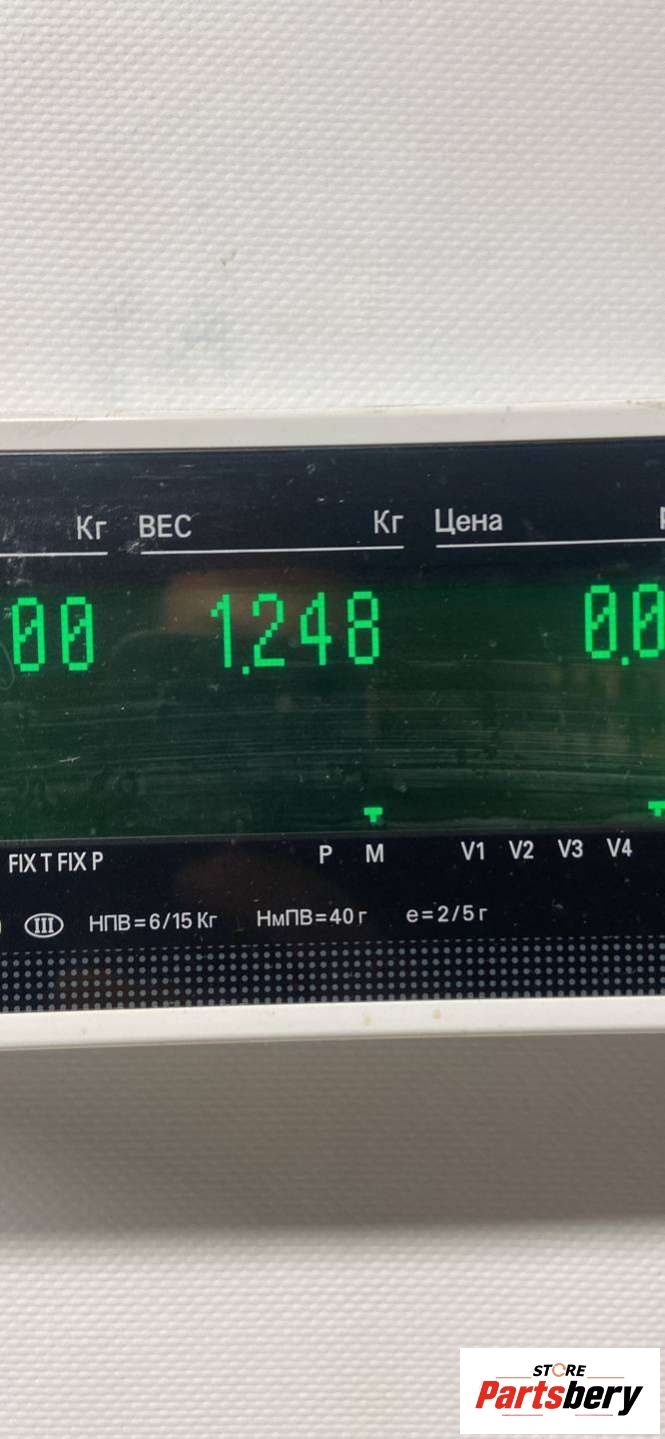 Кг ВЕС Кг Цена
00 1.248 0.0
FIX T FIX P P M V1 V2 V3 V4
III НПВ=6/15 Кг НмПВ=40 г e=2/5 г
STORE
Partsbery